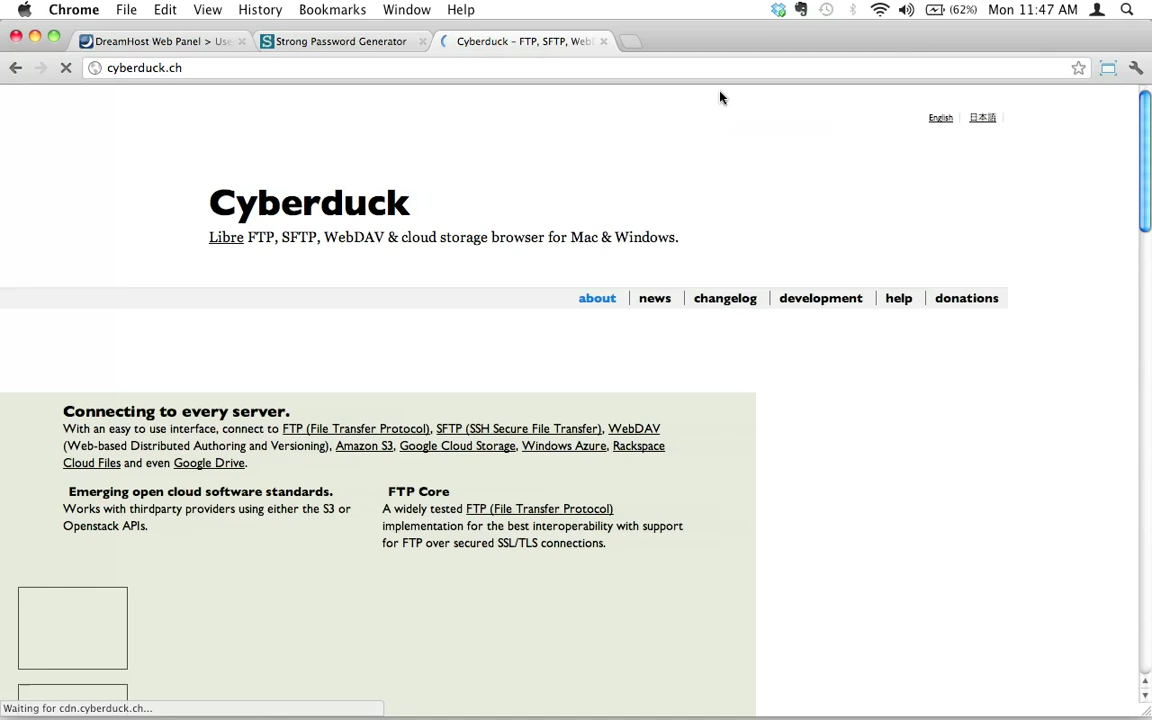 Chrome File Edit View History Bookmarks Window Help (62%) Mon 11:47 AM
DreamHost Web Panel > Use
Strong Password Generator
Cyberduck – FTP, SFTP, Web
cyberduck.ch
English 日本語
Cyberduck
Libre FTP, SFTP, WebDAV & cloud storage browser for Mac & Windows.
about news changelog development help donations
Connecting to every server.
With an easy to use interface, connect to FTP (File Transfer Protocol), SFTP (SSH Secure File Transfer), WebDAV
(Web-based Distributed Authoring and Versioning), Amazon S3, Google Cloud Storage, Windows Azure, Rackspace
Cloud Files and even Google Drive.
Emerging open cloud software standards.
Works with thirdparty providers using either the S3 or
Openstack APIs.
FTP Core
A widely tested FTP (File Transfer Protocol)
implementation for the best interoperability with support
for FTP over secured SSL/TLS connections.
Waiting for cdn.cyberduck.ch...